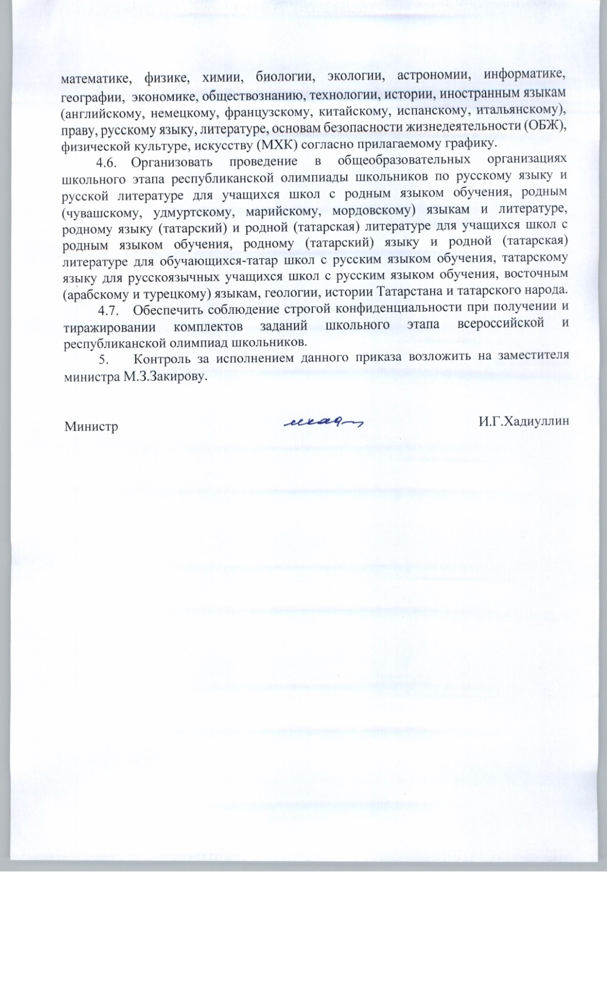 математике, физике, химии, биологии, экологии, астрономии, информатике,
географии, экономике, обществознанию, технологии, истории, иностранным языкам
(английскому, немецкому, французскому, китайскому, испанскому, итальянскому),
праву, русскому языку, литературе, основам безопасности жизнедеятельности (ОБЖ),
физической культуре, искусству (МХК) согласно прилагаемому графику.
4.6. Организовать проведение в общеобразовательных организациях
школьного этапа республиканской олимпиады школьников по русскому языку и
русской литературе для учащихся школ с родным языком обучения, родным
(чувашскому, удмуртскому, марийскому, мордовскому) языкам и литературе,
родному языку (татарский) и родной (татарская) литературе для учащихся школ с
родным языком обучения, родному (татарский) языку и родной (татарская)
литературе для обучающихся-татар школ с русским языком обучения, татарскому
языку для русскоязычных учащихся школ с русским языком обучения, восточным
(арабскому и турецкому) языкам, геологии, истории Татарстана и татарского народа.
4.7. Обеспечить соблюдение строгой конфиденциальности при получении и
тиражировании комплектов заданий школьного этапа всероссийской и
республиканской олимпиад школьников.
5. Контроль за исполнением данного приказа возложить на заместителя
министра М.З.Закирову.
Министр И.Г.Хадиуллин